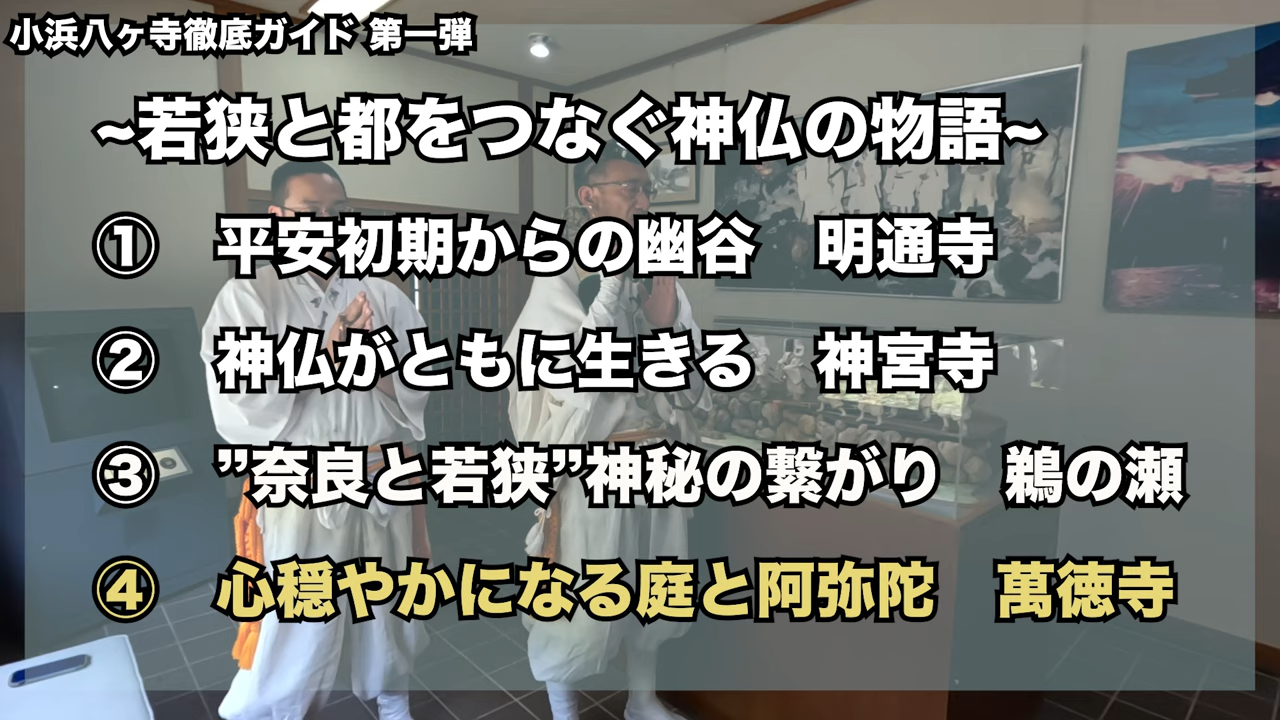 小浜八ヶ寺徹底ガイド 第一弾
~若狭と都をつなぐ神仏の物語~
① 平安初期からの幽谷 明通寺
② 神仏がともに生きる 神宮寺
③ ”奈良と若狭”神秘の繋がり 鵜の瀬
④ 心穏やかになる庭と阿弥陀 萬徳寺